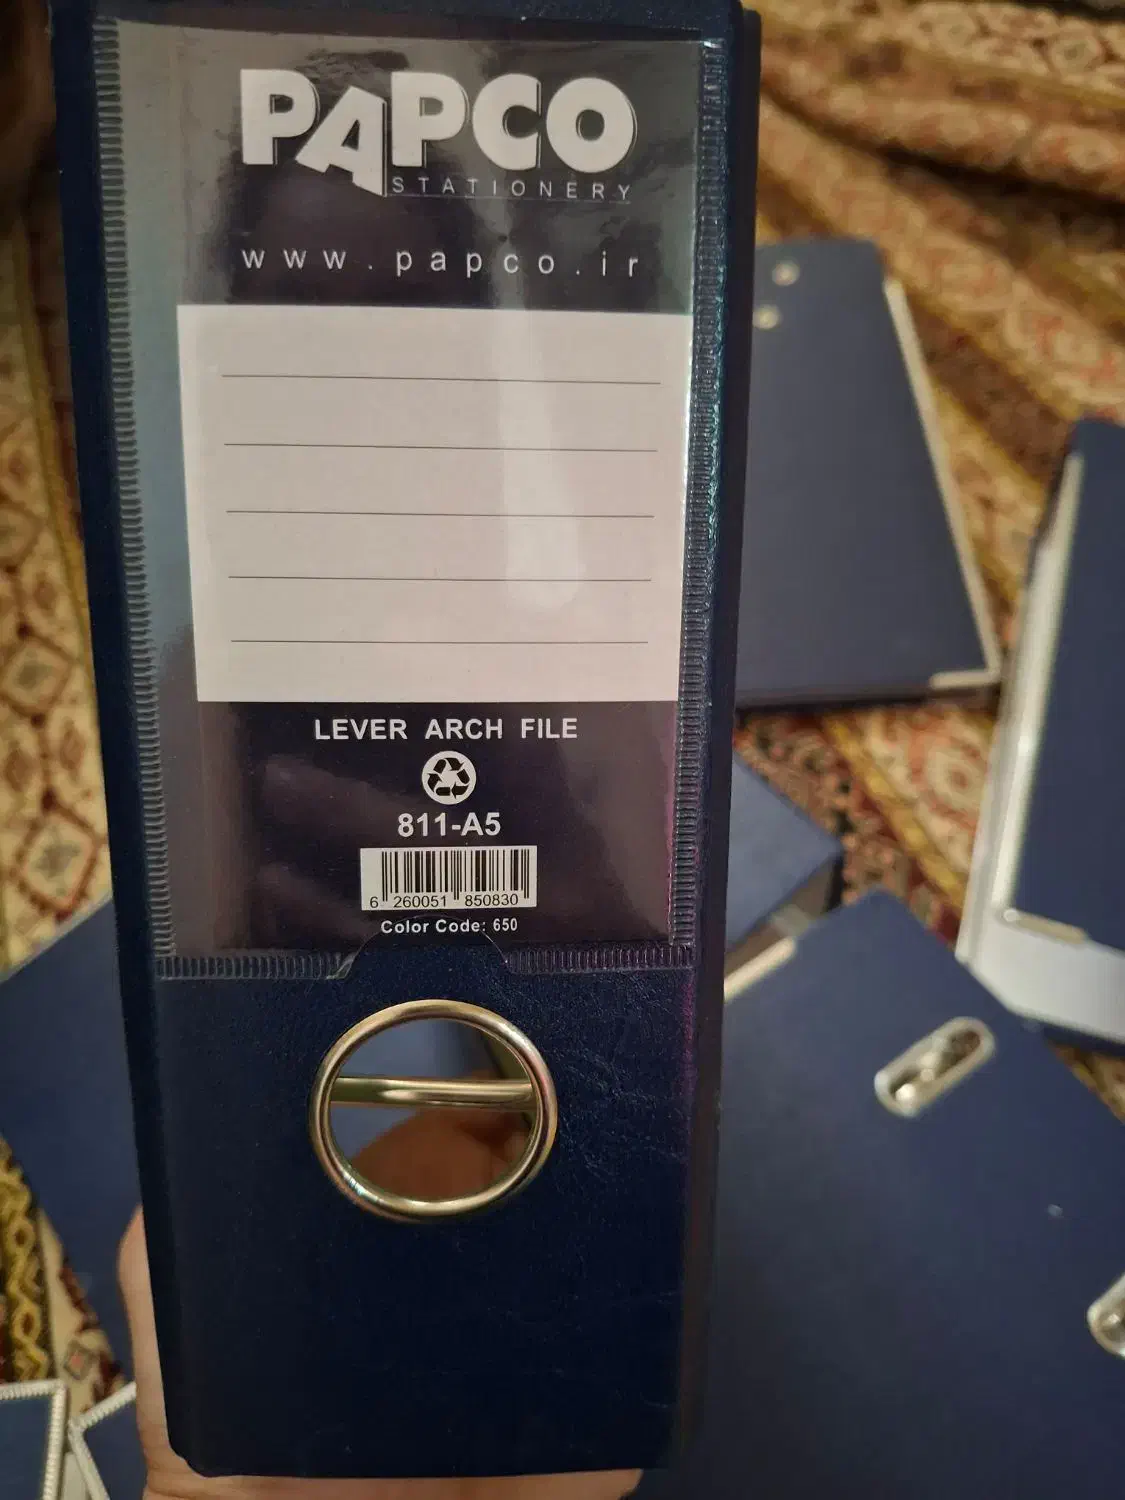 PAPCO
STATIONERY
www.papco.ir
LEVER ARCH FILE
811-A5
6 260051 850830
Color Code: 650